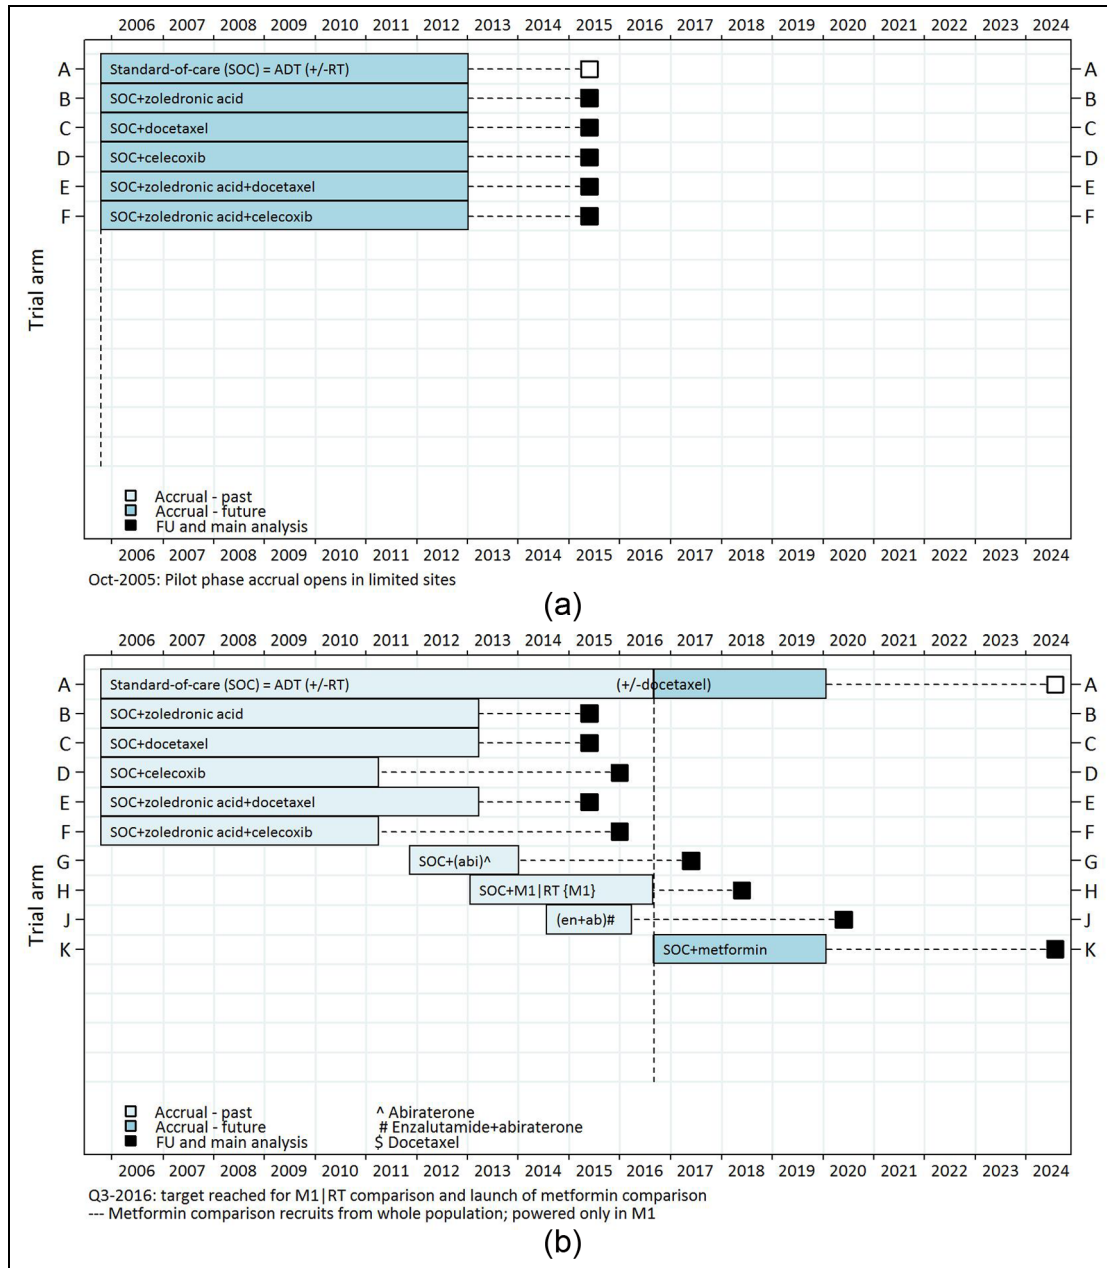 2006 2007 2008 2009 2010 2011 2012 2013 2014 2015 2016 2017 2018 2019 2020 2021 2022 2023 2024
A Standard-of-care (SOC) = ADT (+/-RT) A
B SOC+zoledronic acid B
C SOC+docetaxel C
D SOC+celecoxib D
E SOC+zoledronic acid+docetaxel E
F SOC+zoledronic acid+celecoxib F
Trial arm
Accrual - past
Accrual - future
FU and main analysis
2006 2007 2008 2009 2010 2011 2012 2013 2014 2015 2016 2017 2018 2019 2020 2021 2022 2023 2024
Oct-2005: Pilot phase accrual opens in limited sites
(a)
2006 2007 2008 2009 2010 2011 2012 2013 2014 2015 2016 2017 2018 2019 2020 2021 2022 2023 2024
A Standard-of-care (SOC) = ADT (+/-RT) (+/-docetaxel) A
B SOC+zoledronic acid B
C SOC+docetaxel C
D SOC+celecoxib D
E SOC+zoledronic acid+docetaxel E
F SOC+zoledronic acid+celecoxib F
G SOC+(abi)^ G
H SOC+M1|RT {M1} H
J (en+ab)# J
K SOC+metformin K
Trial arm
Accrual - past ^ Abiraterone
Accrual - future # Enzalutamide+abiraterone
FU and main analysis $ Docetaxel
2006 2007 2008 2009 2010 2011 2012 2013 2014 2015 2016 2017 2018 2019 2020 2021 2022 2023 2024
Q3-2016: target reached for M1|RT comparison and launch of metformin comparison
--- Metformin comparison recruits from whole population; powered only in M1
(b)